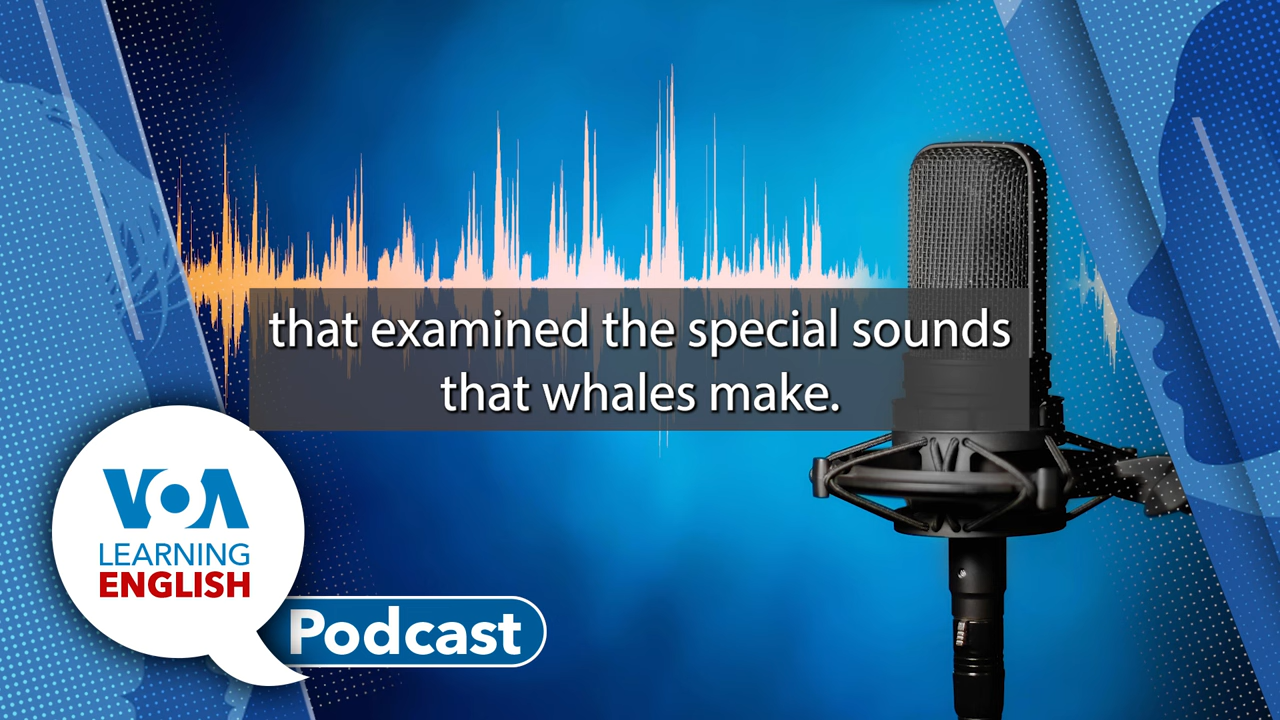 that examined the special sounds
that whales make.
VOA
LEARNING
ENGLISH
Podcast